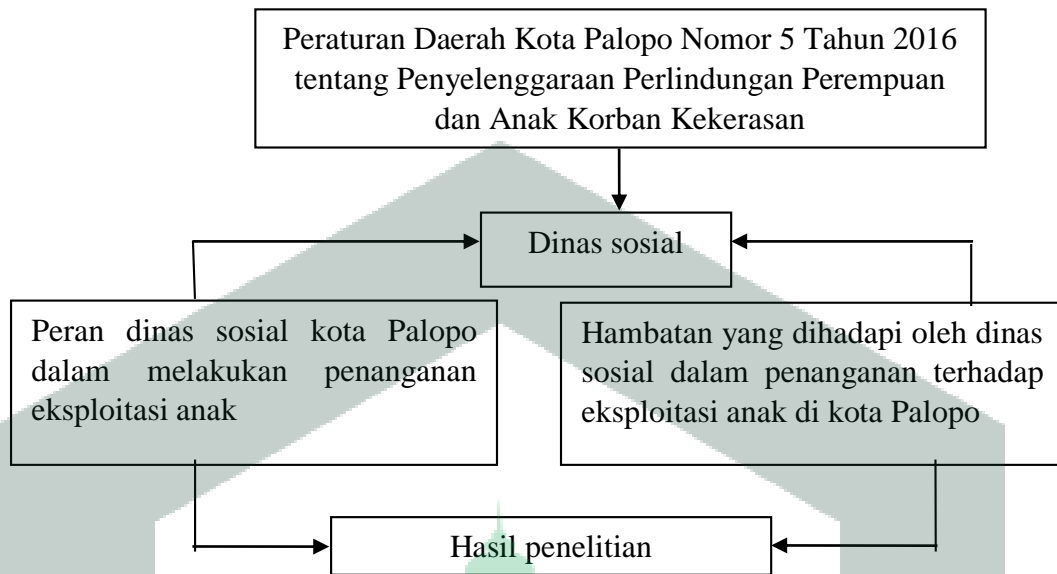 Peraturan Daerah Kota Palopo Nomor 5 Tahun 2016
tentang Penyelenggaraan Perlindungan Perempuan
dan Anak Korban Kekerasan
Dinas sosial
Peran dinas sosial kota Palopo
dalam melakukan penanganan
eksploitasi anak
Hambatan yang dihadapi oleh dinas
sosial dalam penanganan terhadap
eksploitasi anak di kota Palopo
Hasil penelitian